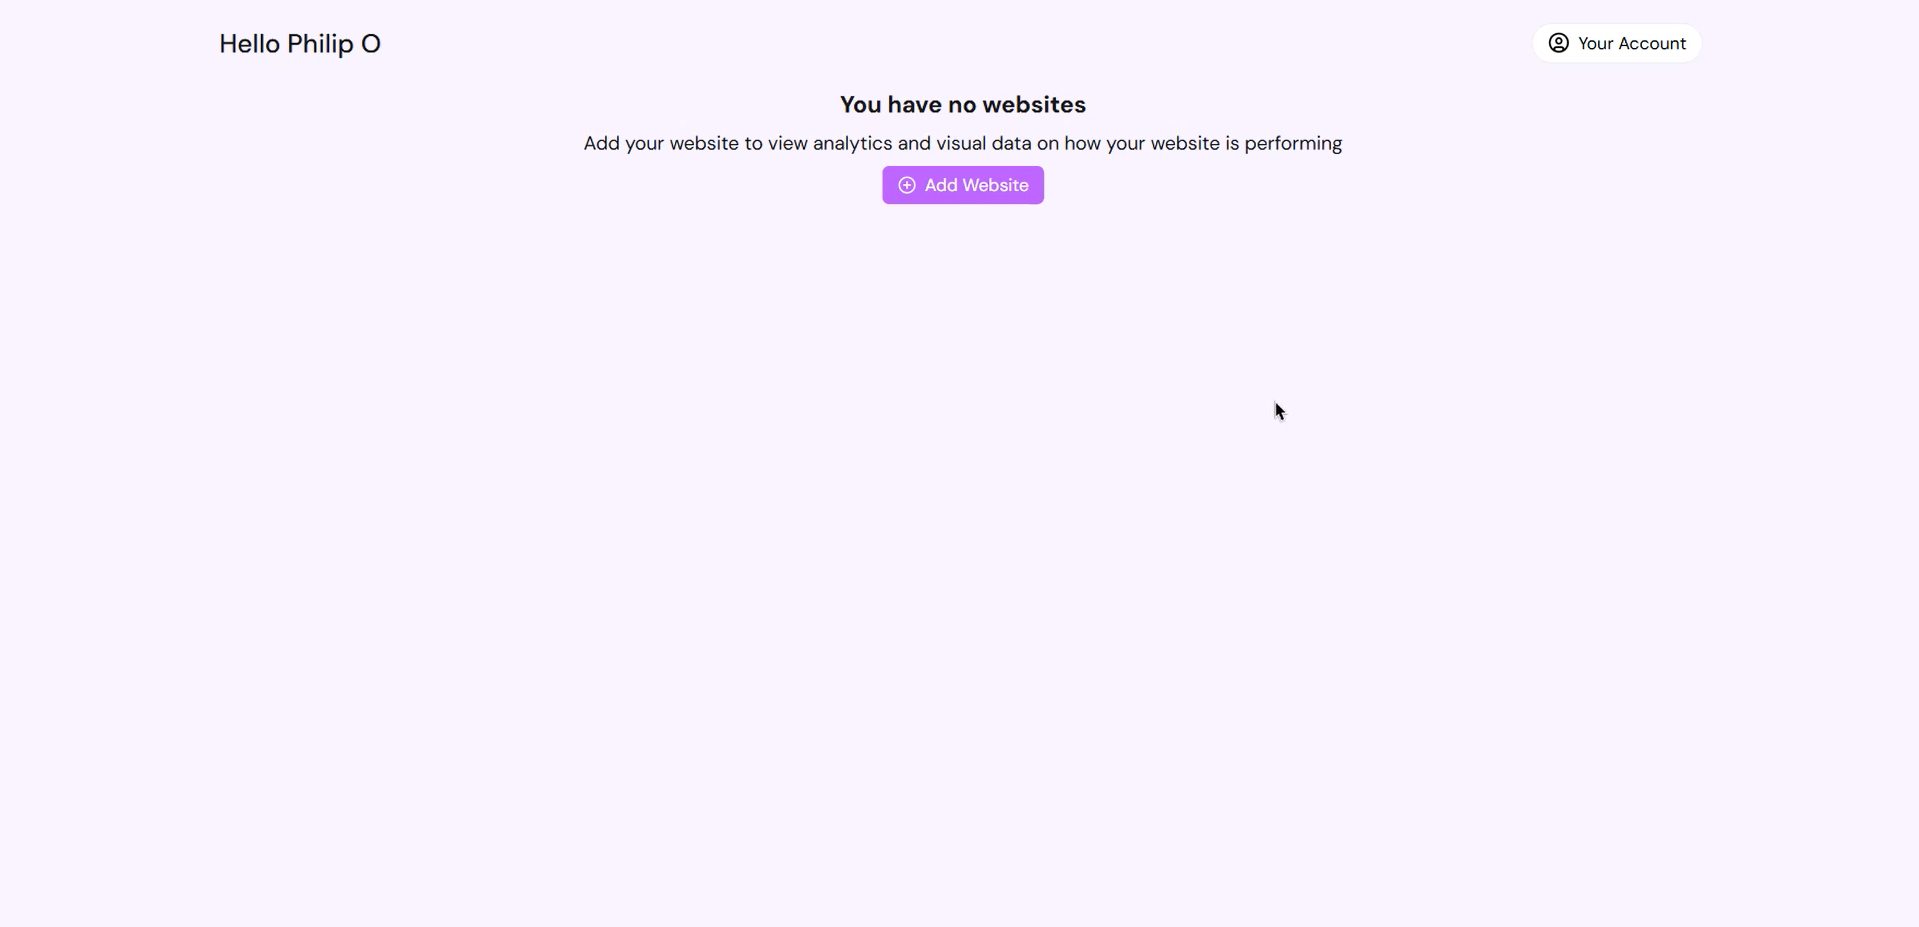 Hello Philip O
Your Account
You have no websites
Add your website to view analytics and visual data on how your website is performing
Add Website